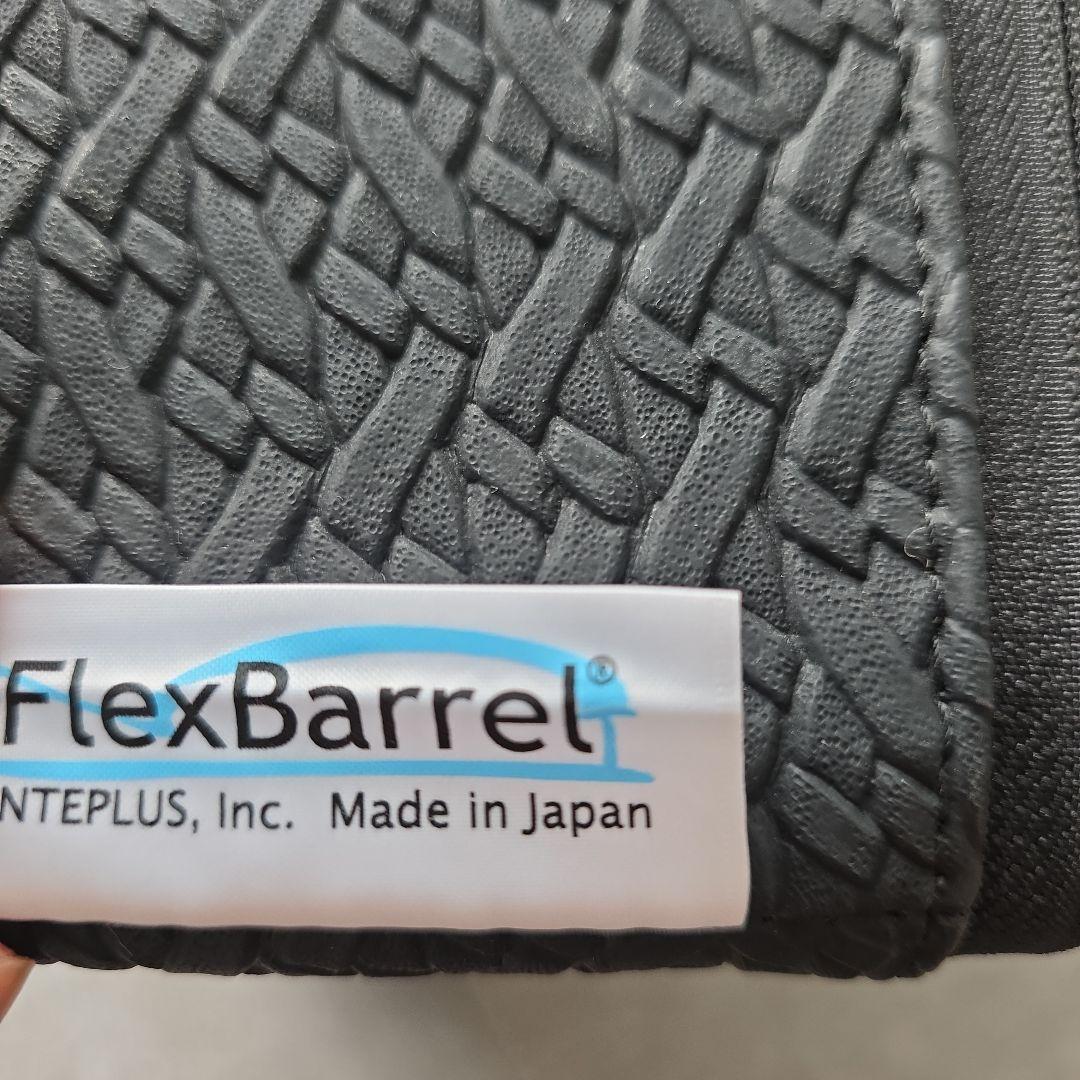 FlexBarrel®
NTEPLUS, Inc. Made in Japan